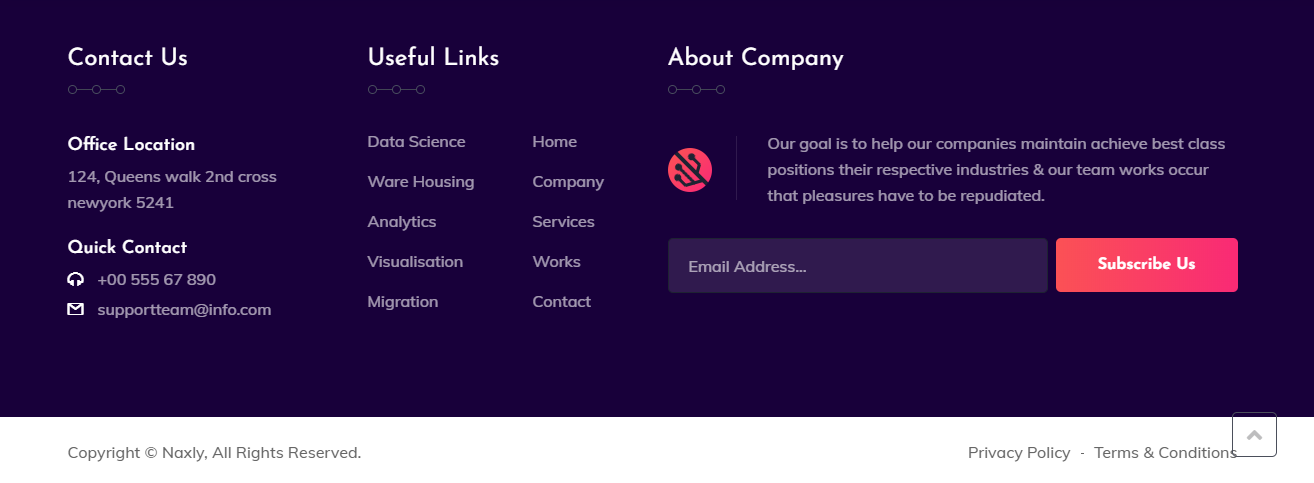 Contact Us
Office Location
124, Queens walk 2nd cross
newyork 5241
Quick Contact
+00 555 67 890
supportteam@info.com
Useful Links
Data Science
Ware Housing
Analytics
Visualisation
Migration
Home
Company
Services
Works
Contact
About Company
Our goal is to help our companies maintain achieve best class
positions their respective industries & our team works occur
that pleasures have to be repudiated.
Email Address...
Subscribe Us
Copyright © Naxly, All Rights Reserved.
Privacy Policy - Terms & Conditions